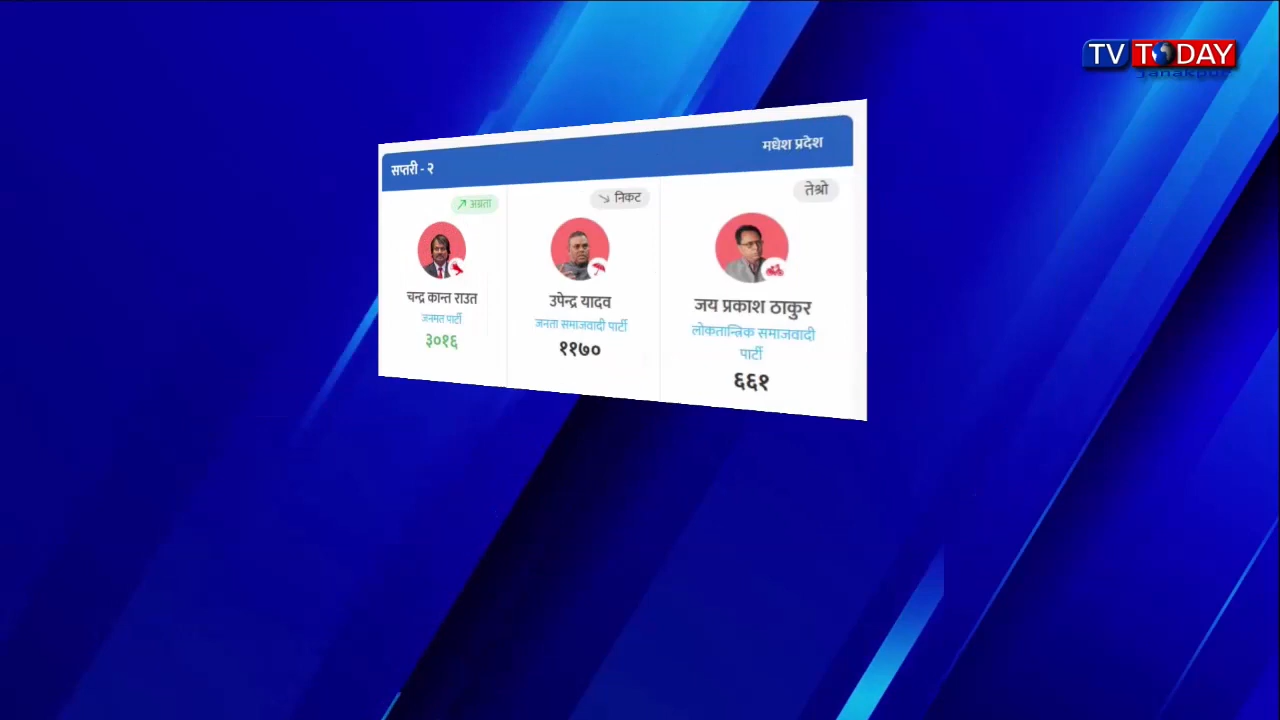 TV TODAY
Janakpur
सप्तरी - २
मधेश प्रदेश
अग्रता
चन्द्र कान्त राउत
जनमत पार्टी
३०१६
निकट
उपेन्द्र यादव
जनता समाजवादी पार्टी
११७०
तेश्रो
जय प्रकाश ठाकुर
लोकतान्त्रिक समाजवादी
पार्टी
६६१